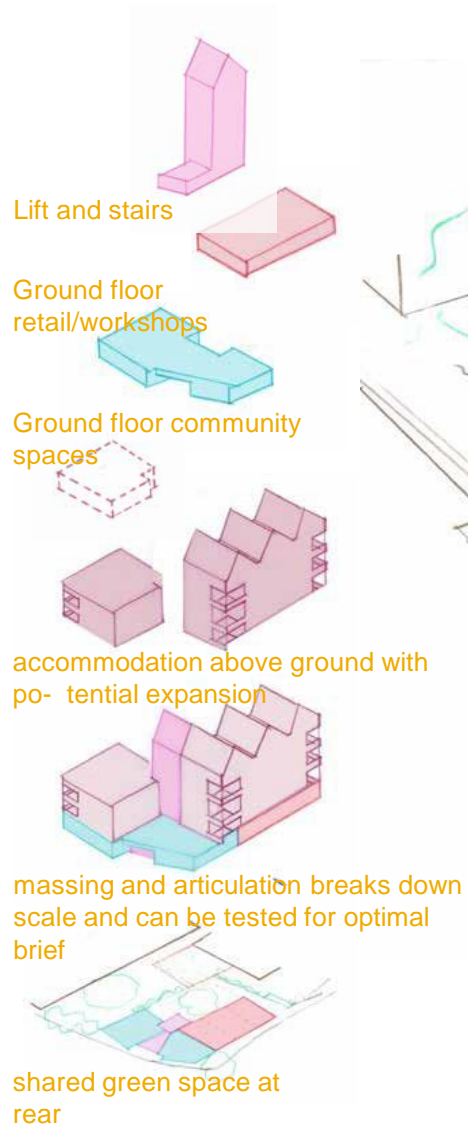 Lift and stairs
Ground floor
retail/workshops
Ground floor community
spaces
accommodation above ground with
po- tential expansion
massing and articulation breaks down
scale and can be tested for optimal
brief
shared green space at
rear